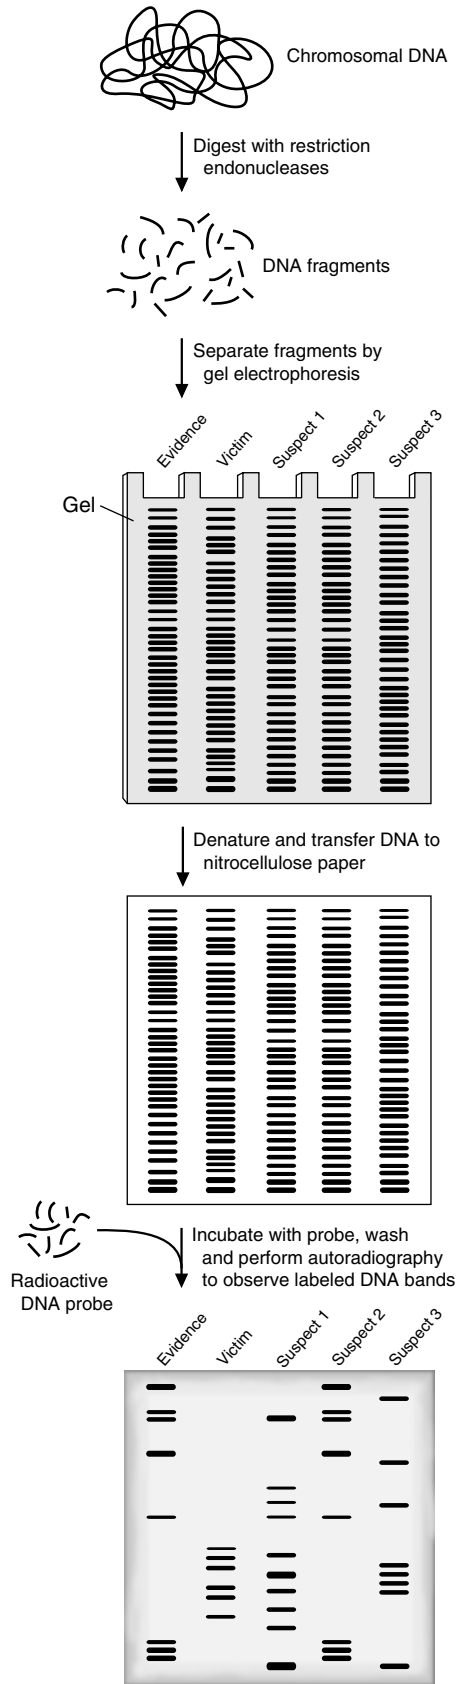 Chromosomal DNA
Digest with restriction
endonucleases
DNA fragments
Separate fragments by
gel electrophoresis
Evidence
Victim
Suspect 1
Suspect 2
Suspect 3
Gel
Denature and transfer DNA to
nitrocellulose paper
Radioactive
DNA probe
Incubate with probe, wash
and perform autoradiography
to observe labeled DNA bands
Evidence
Victim
Suspect 1
Suspect 2
Suspect 3